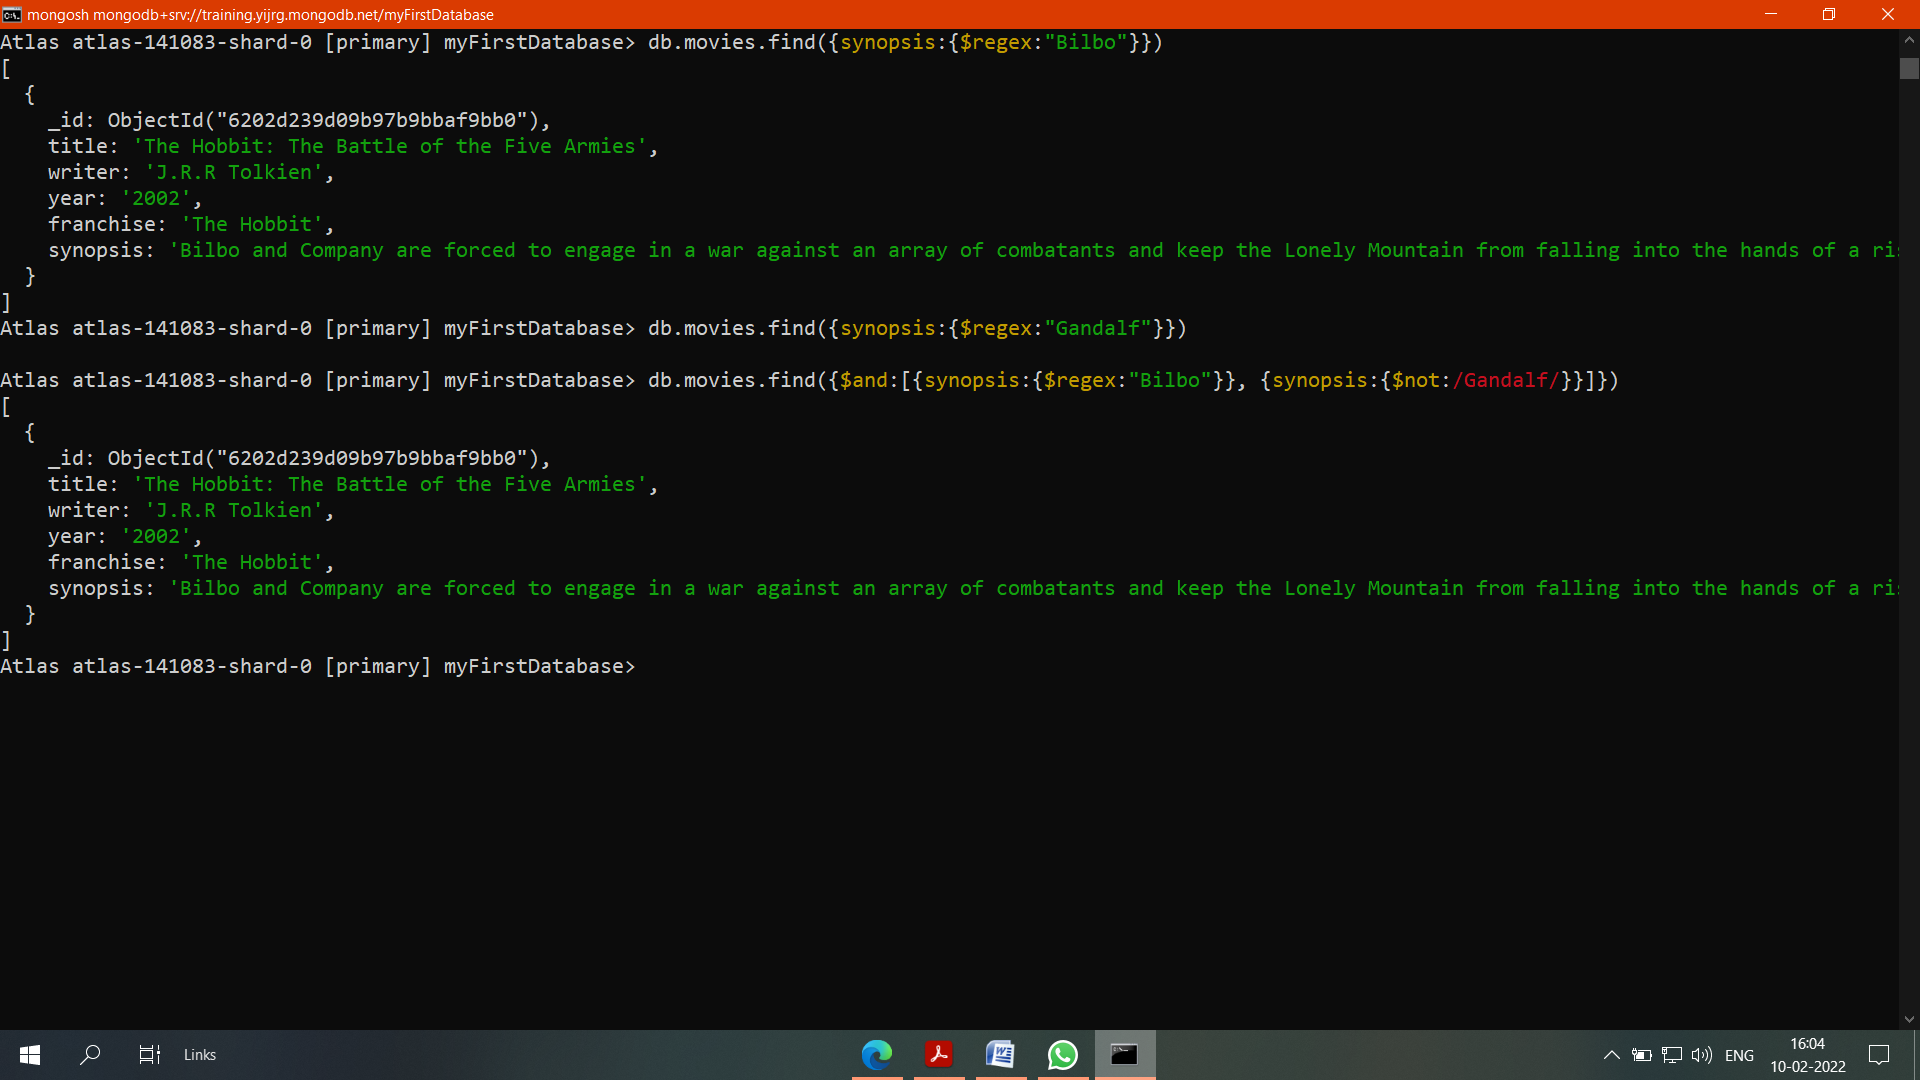 mongosh mongodb+srv://training.yijrg.mongodb.net/myFirstDatabase
Atlas atlas-141083-shard-0 [primary] myFirstDatabase> db.movies.find({synopsis:{$regex:"Bilbo"}})
[
  {
    _id: ObjectId("6202d239d09b97b9bbaf9bb0"),
    title: 'The Hobbit: The Battle of the Five Armies',
    writer: 'J.R.R Tolkien',
    year: '2002',
    franchise: 'The Hobbit',
    synopsis: 'Bilbo and Company are forced to engage in a war against an array of combatants and keep the Lonely Mountain from falling into the hands of a ris
  }
]
Atlas atlas-141083-shard-0 [primary] myFirstDatabase> db.movies.find({synopsis:{$regex:"Gandalf"}})
Atlas atlas-141083-shard-0 [primary] myFirstDatabase> db.movies.find({$and:[{synopsis:{$regex:"Bilbo"}}, {synopsis:{$not:/Gandalf/}}]})
[
  {
    _id: ObjectId("6202d239d09b97b9bbaf9bb0"),
    title: 'The Hobbit: The Battle of the Five Armies',
    writer: 'J.R.R Tolkien',
    year: '2002',
    franchise: 'The Hobbit',
    synopsis: 'Bilbo and Company are forced to engage in a war against an array of combatants and keep the Lonely Mountain from falling into the hands of a ris
  }
]
Atlas atlas-141083-shard-0 [primary] myFirstDatabase>
Links
ENG
16:04
10-02-2022